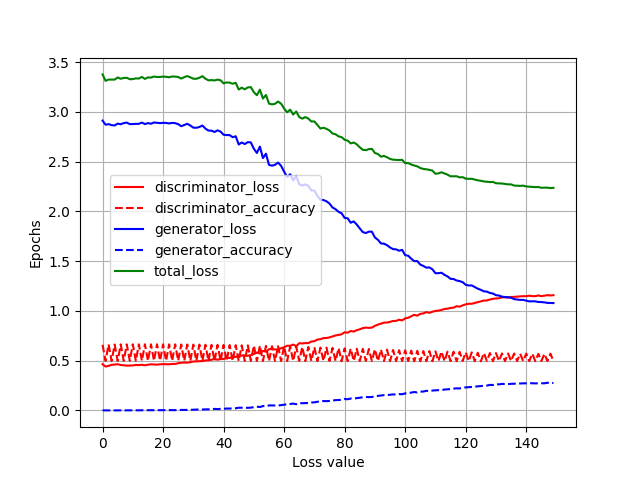 3.5
3.0
2.5
2.0
1.5
1.0
0.5
0.0
Epochs
discriminator_loss
discriminator_accuracy
generator_loss
generator_accuracy
total_loss
0 20 40 60 80 100 120 140
Loss value